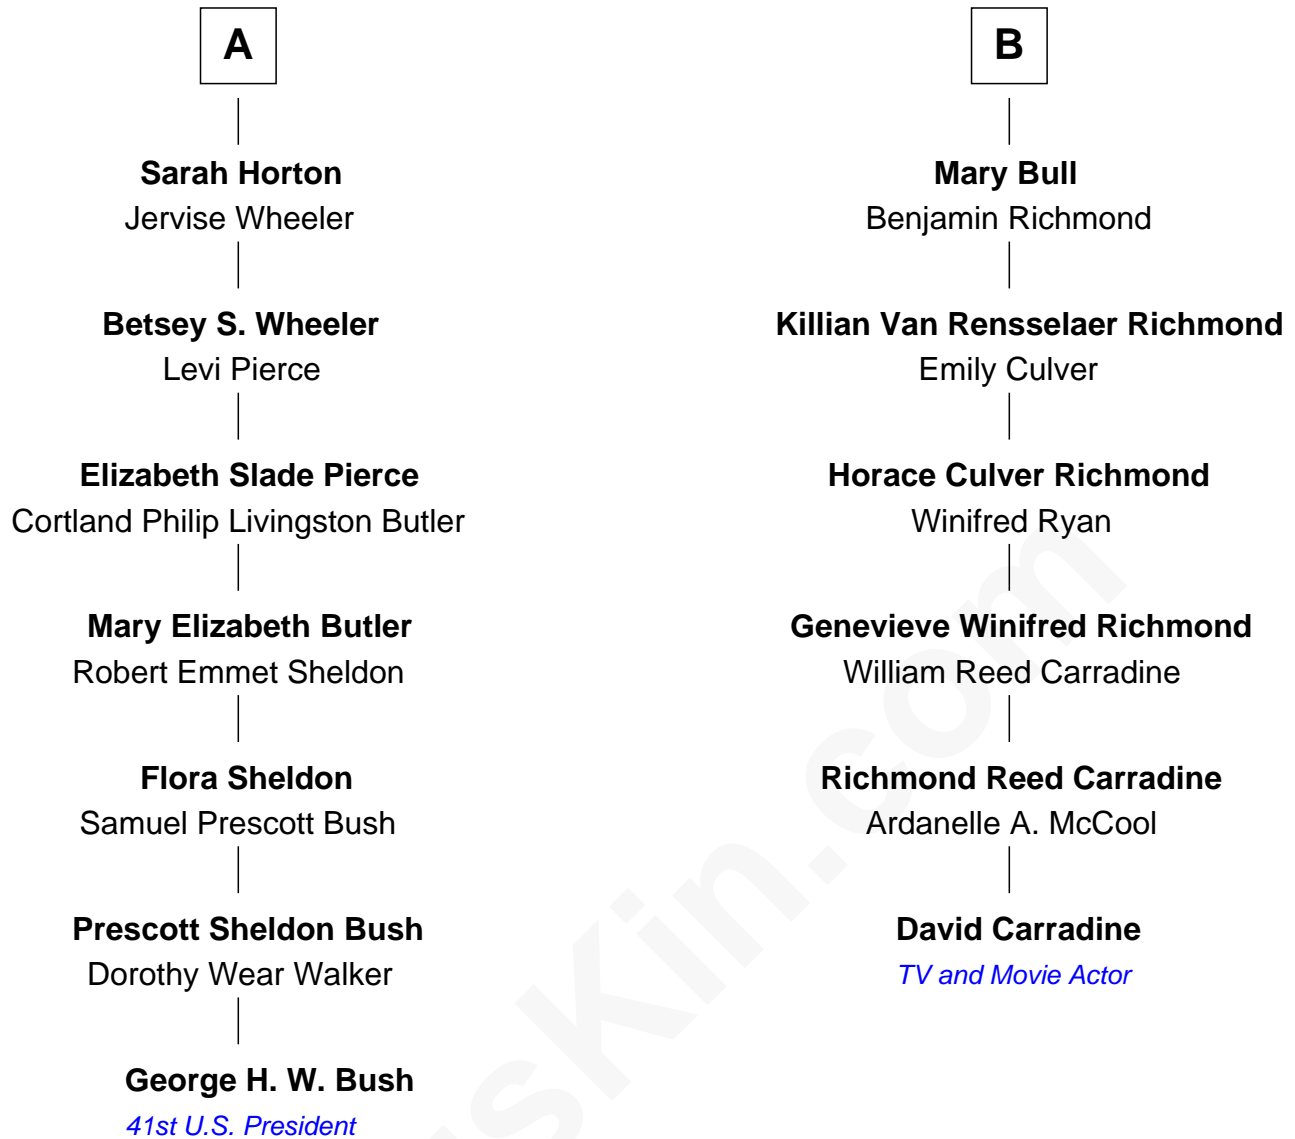 A
Sarah Horton
Jervise Wheeler
Betsey S. Wheeler
Levi Pierce
Elizabeth Slade Pierce
Cortland Philip Livingston Butler
Mary Elizabeth Butler
Robert Emmet Sheldon
Flora Sheldon
Samuel Prescott Bush
Prescott Sheldon Bush
Dorothy Wear Walker
George H. W. Bush
41st U.S. President
B
Mary Bull
Benjamin Richmond
Killian Van Rensselaer Richmond
Emily Culver
Horace Culver Richmond
Winifred Ryan
Genevieve Winifred Richmond
William Reed Carradine
Richmond Reed Carradine
Ardanelle A. McCool
David Carradine
TV and Movie Actor